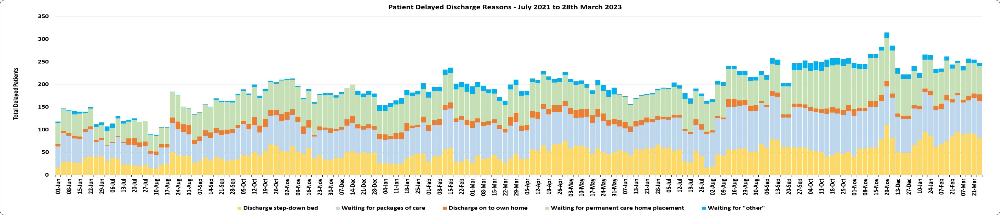 Patient Delayed Discharge Reasons - July 2021 to 28th March 2023
Total Delayed Patients
350
300
250
200
150
100
50
0
01-Jun 08-Jun 15-Jun 22-Jun 29-Jun 06-Jul 13-Jul 20-Jul 27-Jul 10-Aug 17-Aug 24-Aug 31-Aug 07-Sep 14-Sep 21-Sep 28-Sep 05-Oct 12-Oct 19-Oct 26-Oct 02-Nov 09-Nov 16-Nov 23-Nov 30-Nov 07-Dec 14-Dec 21-Dec 28-Dec 04-Jan 11-Jan 18-Jan 25-Jan 01-Feb 08-Feb 15-Feb 22-Feb 01-Mar 08-Mar 15-Mar 22-Mar 29-Mar 05-Apr 12-Apr 19-Apr 26-Apr 03-May 10-May 17-May 24-May 31-May 07-Jun 13-Jun 21-Jun 28-Jun 05-Jul 12-Jul 19-Jul 26-Jul 02-Aug 09-Aug 16-Aug 23-Aug 30-Aug 06-Sep 13-Sep 20-Sep 27-Sep 04-Oct 11-Oct 18-Oct 25-Oct 01-Nov 08-Nov 15-Nov 29-Nov 13-Dec 27-Dec 10-Jan 24-Jan 07-Feb 21-Feb 07-Mar 21-Mar
Discharge step-down bed Waiting for packages of care Discharge on to own home Waiting for permanent care home placement Waiting for "other"